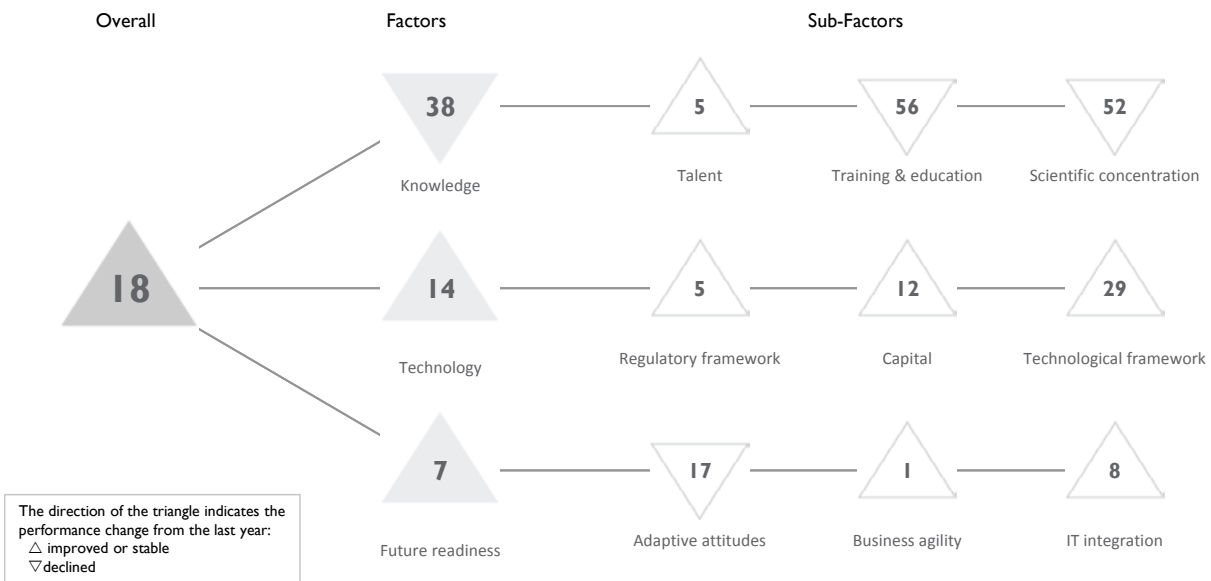 Overall
Factors
Sub-Factors
38
5
56
52
Knowledge
Talent
Training & education
Scientific concentration
18
14
5
12
29
Technology
Regulatory framework
Capital
Technological framework
7
17
1
8
Future readiness
Adaptive attitudes
Business agility
IT integration
The direction of the triangle indicates the
performance change from the last year:
△ improved or stable
▽ declined